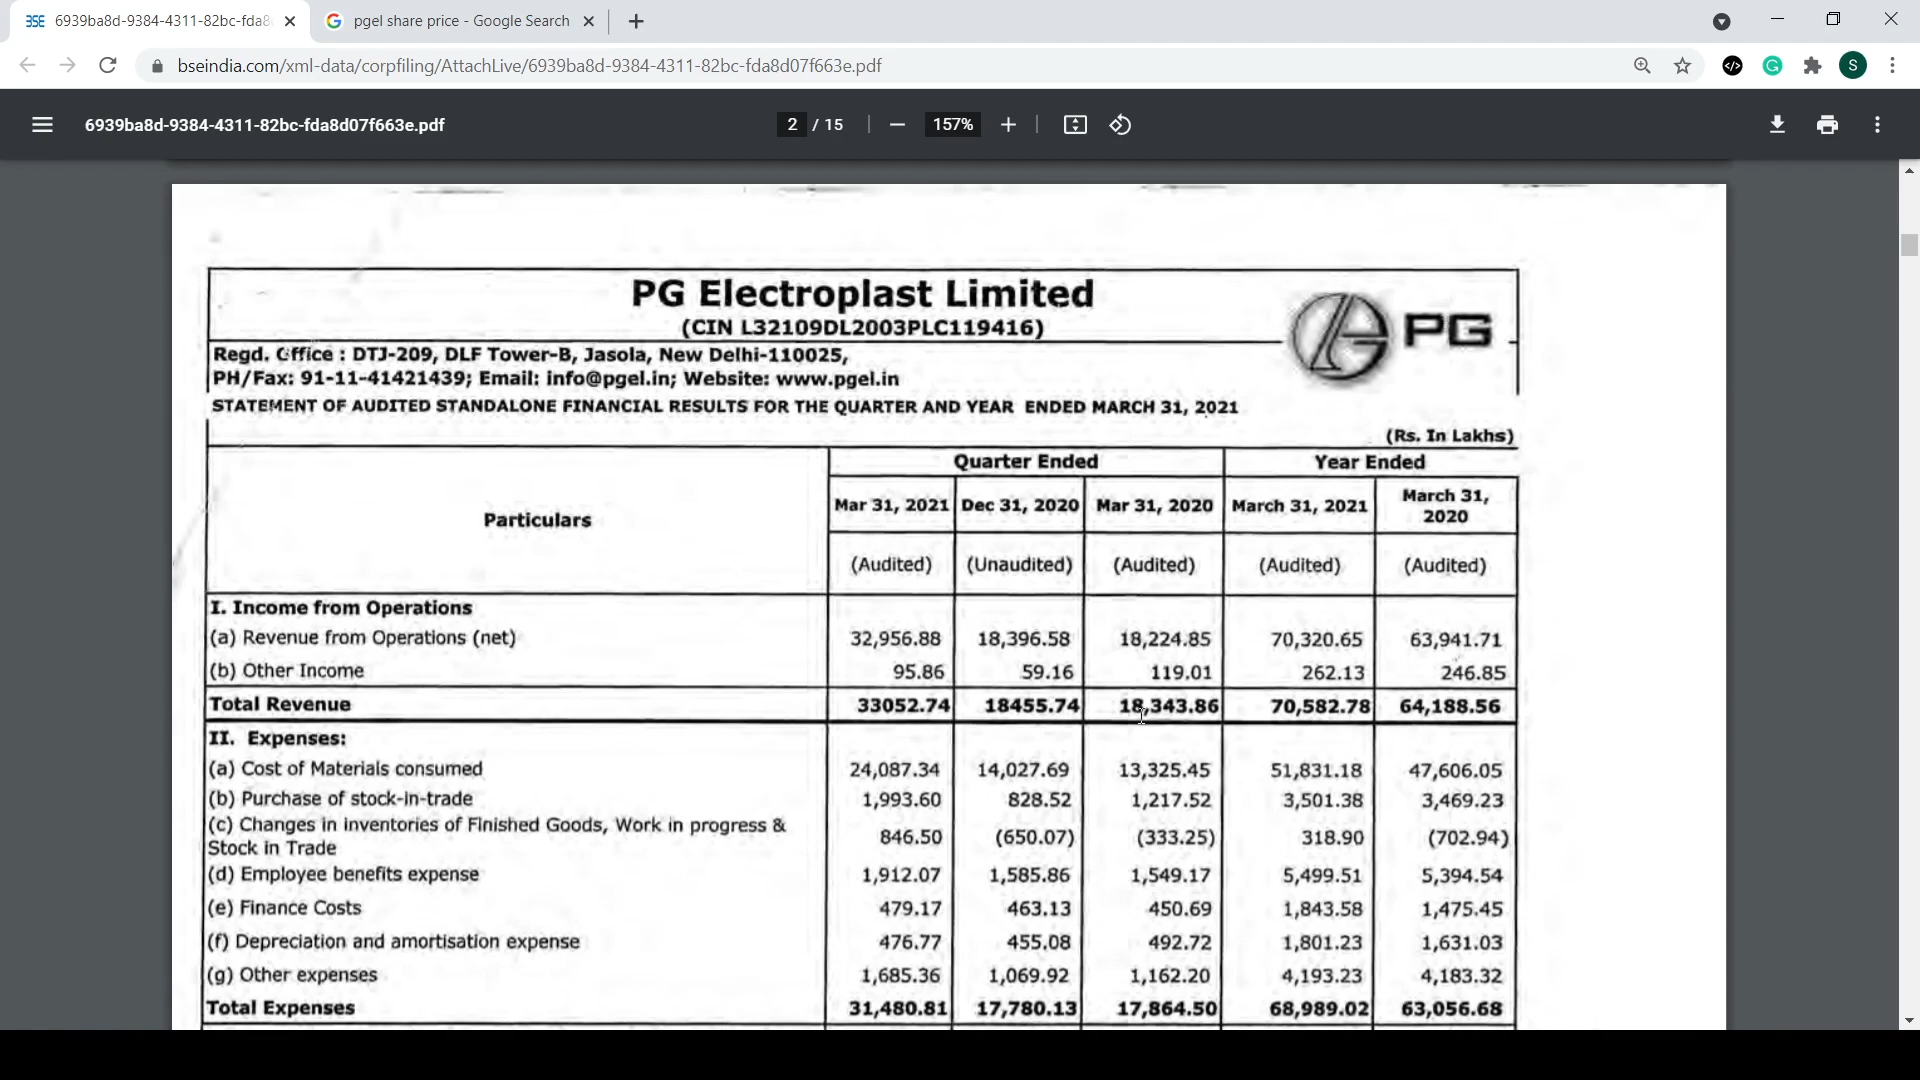 6939ba8d-9384-4311-82bc-fda8
pgel share price - Google Search
bseindia.com/xml-data/corpfiling/AttachLive/6939ba8d-9384-4311-82bc-fda8d07f663e.pdf
S
6939ba8d-9384-4311-82bc-fda8d07f663e.pdf
2 / 15
157%
PG Electroplast Limited
(CIN L32109DL2003PLC119416)
PG
Regd. Office : DTJ-209, DLF Tower-B, Jasola, New Delhi-110025,
PH/Fax: 91-11-41421439; Email: info@pgel.in; Website: www.pgel.in
STATEMENT OF AUDITED STANDALONE FINANCIAL RESULTS FOR THE QUARTER AND YEAR ENDED MARCH 31, 2021
(Rs. In Lakhs)
Particulars
Quarter Ended Year Ended
Mar 31, 2021 Dec 31, 2020 Mar 31, 2020 March 31, 2021 March 31, 2020
(Audited) (Unaudited) (Audited) (Audited) (Audited)
I. Income from Operations
(a) Revenue from Operations (net) 32,956.88 18,396.58 18,224.85 70,320.65 63,941.71
(b) Other Income 95.86 59.16 119.01 262.13 246.85
Total Revenue 33052.74 18455.74 18,343.86 70,582.78 64,188.56
II. Expenses:
(a) Cost of Materials consumed 24,087.34 14,027.69 13,325.45 51,831.18 47,606.05
(b) Purchase of stock-in-trade 1,993.60 828.52 1,217.52 3,501.38 3,469.23
(c) Changes in inventories of Finished Goods, Work in progress &
Stock in Trade 846.50 (650.07) (333.25) 318.90 (702.94)
(d) Employee benefits expense 1,912.07 1,585.86 1,549.17 5,499.51 5,394.54
(e) Finance Costs 479.17 463.13 450.69 1,843.58 1,475.45
(f) Depreciation and amortisation expense 476.77 455.08 492.72 1,801.23 1,631.03
(g) Other expenses 1,685.36 1,069.92 1,162.20 4,193.23 4,183.32
Total Expenses 31,480.81 17,780.13 17,864.50 68,989.02 63,056.68